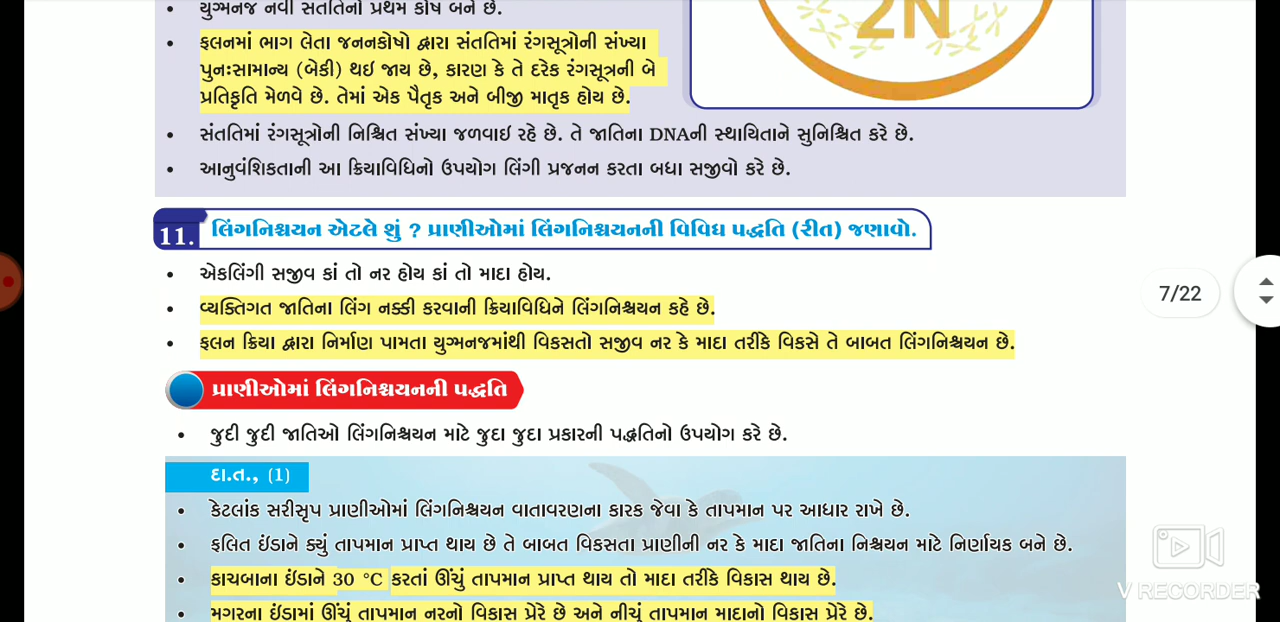 યુગ્મનજ નવી સંતતિનો પ્રથમ કોષ બને છે.
ફલનમાં ભાગ લેતા જનનકોષો દ્વારા સંતતિમાં રંગસૂત્રોની સંખ્યા
પુનઃસામાન્ય (બેકી) થઇ જાય છે, કારણ કે તે દરેક રંગસૂત્રની બે
પ્રતિકૃતિ મેળવે છે. તેમાં એક પૈતૃક અને બીજી માતૃક હોય છે.
2N
સંતતિમાં રંગસૂત્રોની નિશ્ચિત સંખ્યા જળવાઇ રહે છે. તે જાતિના DNAની સ્થાયિતાને સુનિશ્ચિત કરે છે.
આનુવંશિકતાની આ ક્રિયાવિધિનો ઉપયોગ લિંગી પ્રજનન કરતા બધા સજીવો કરે છે.
11. લિંગનિશ્ચયન એટલે શું ? પ્રાણીઓમાં લિંગનિશ્ચયનની વિવિધ પદ્ધતિ (રીત) જણાવો.
એકલિંગી સજીવ કાં તો નર હોય કાં તો માદા હોય.
વ્યક્તિગત જાતિના લિંગ નક્કી કરવાની ક્રિયાવિધિને લિંગનિશ્ચયન કહે છે.
ફલન ક્રિયા દ્વારા નિર્માણ પામતા યુગ્મનજમાંથી વિકસતો સજીવ નર કે માદા તરીકે વિકસે તે બાબત લિંગનિશ્ચયન છે.
7/22
પ્રાણીઓમાં લિંગનિશ્ચયનની પદ્ધતિ
જુદી જુદી જાતિઓ લિંગનિશ્ચયન માટે જુદા જુદા પ્રકારની પદ્ધતિનો ઉપયોગ કરે છે.
દા.ત., (1)
કેટલાંક સરીસૃપ પ્રાણીઓમાં લિંગનિશ્ચયન વાતાવરણના કારક જેવા કે તાપમાન પર આધાર રાખે છે.
ફલિત ઇંડાને ક્યું તાપમાન પ્રાપ્ત થાય છે તે બાબત વિકસતા પ્રાણીની નર કે માદા જાતિના નિશ્ચયન માટે નિર્ણાયક બને છે.
કાચબાના ઇંડાને 30 °C કરતાં ઊંચું તાપમાન પ્રાપ્ત થાય તો માદા તરીકે વિકાસ થાય છે.
મગરના ઇંડામાં ઊંચું તાપમાન નરનો વિકાસ પ્રેરે છે અને નીચું તાપમાન માદાનો વિકાસ પ્રેરે છે.
V RECORDER